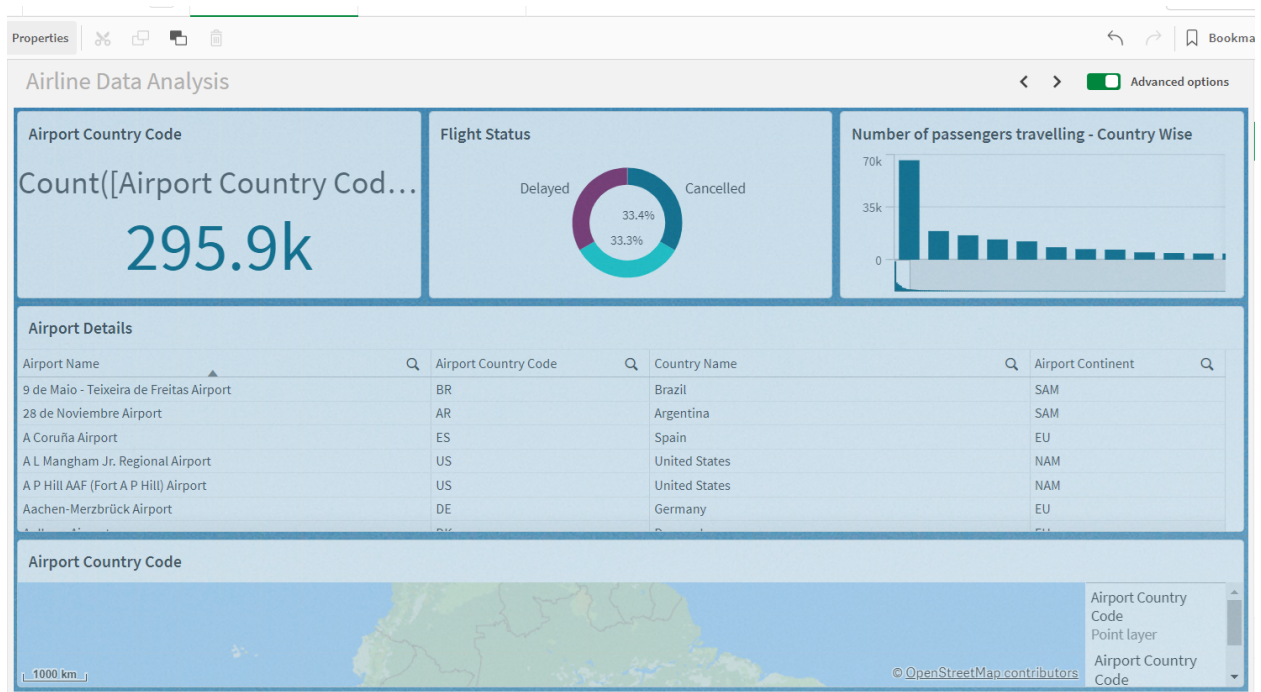 Properties
Bookma
Airline Data Analysis
Advanced options
Airport Country Code
Count([Airport Country Cod...
295.9k
Flight Status
Delayed
Cancelled
33.4%
33.3%
Number of passengers travelling - Country Wise
70k
35k
0
Airport Details
Airport Name Airport Country Code Country Name Airport Continent
9 de Maio - Teixeira de Freitas Airport BR Brazil SAM
28 de Noviembre Airport AR Argentina SAM
A Coruña Airport ES Spain EU
A L Mangham Jr. Regional Airport US United States NAM
A P Hill AAF (Fort A P Hill) Airport US United States NAM
Aachen-Merzbrück Airport DE Germany EU
Airport Country Code
Airport Country
Code
Point layer
Airport Country
Code
1000 km
© OpenStreetMap contributors